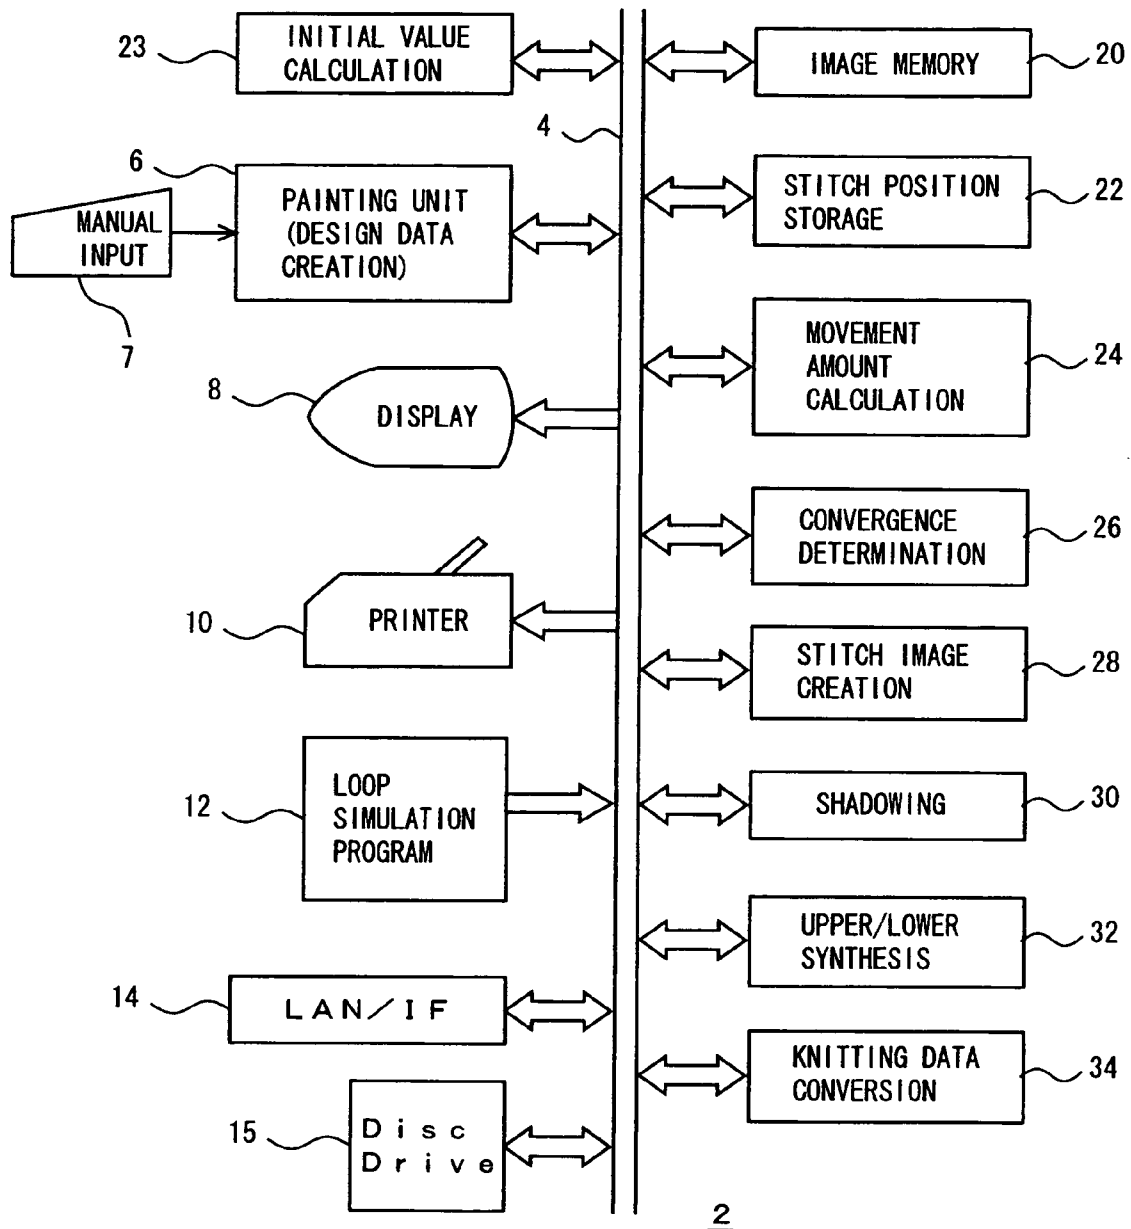 23
INITIAL VALUE
CALCULATION
4
IMAGE MEMORY
20
6
PAINTING UNIT
(DESIGN DATA
CREATION)
MANUAL
INPUT
7
STITCH POSITION
STORAGE
22
8
DISPLAY
MOVEMENT
AMOUNT
CALCULATION
24
CONVERGENCE
DETERMINATION
26
10
PRINTER
STITCH IMAGE
CREATION
28
12
LOOP
SIMULATION
PROGRAM
SHADOWING
30
UPPER/LOWER
SYNTHESIS
32
14
LAN/IF
KNITTING DATA
CONVERSION
34
15
Disc
Drive
2